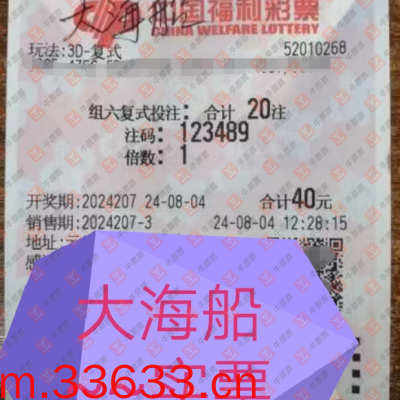 大海船
中国福利彩票
CHINA WELFARE LOTTERY
玩法:3D-复式 52010268
组六复式投注: 合计 20注
注码: 123489
倍数: 1
开奖期:2024207 24-08-04 合计40元
销售期:2024207-3 24-08-04 12:28:15
地址:
感
大海船
m.33633.cn